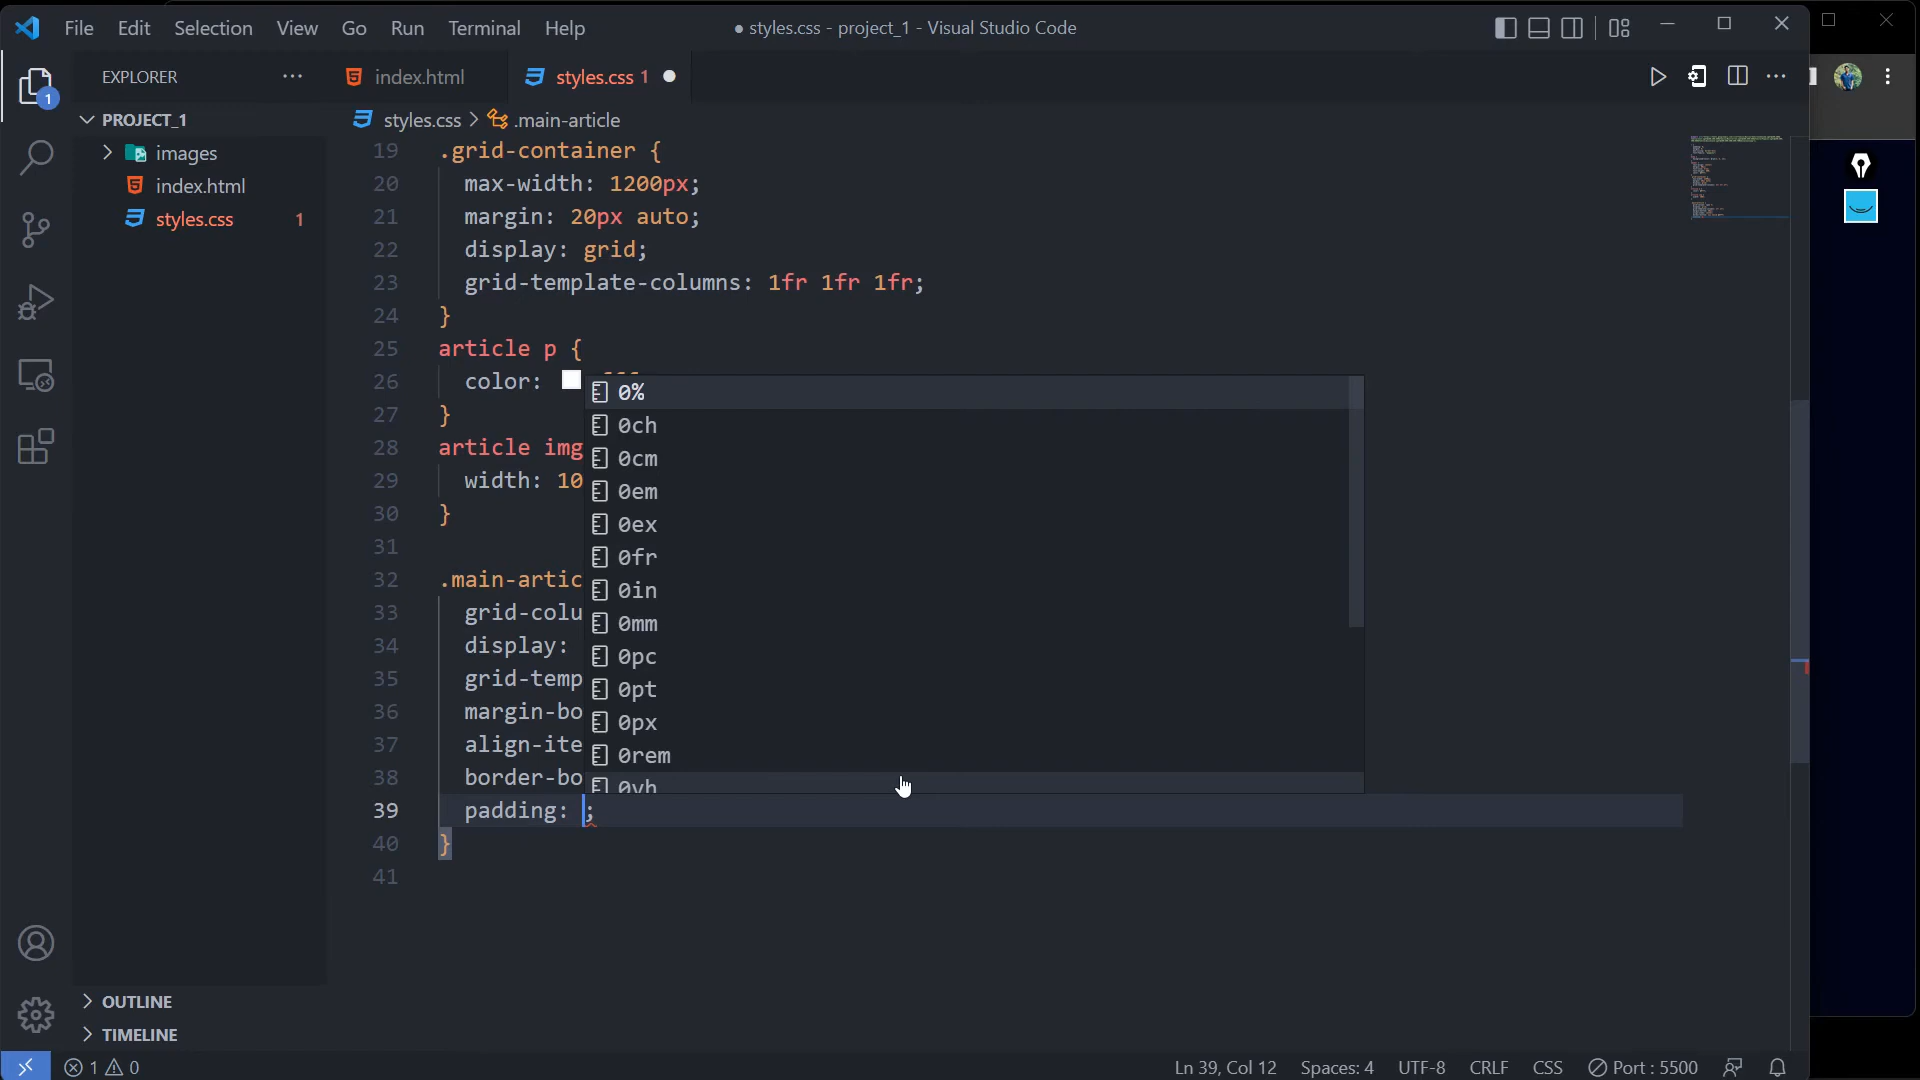 File Edit Selection View Go Run Terminal Help
● styles.css - project_1 - Visual Studio Code
EXPLORER ···
index.html
styles.css 1
1
PROJECT_1
styles.css > .main-article
images
index.html
styles.css 1
19 .grid-container {
20 max-width: 1200px;
21 margin: 20px auto;
22 display: grid;
23 grid-template-columns: 1fr 1fr 1fr;
24 }
25 article p {
26 color:
27 }
28 article img
29 width: 10
30 }
31
32 .main-artic
33 grid-colu
34 display:
35 grid-temp
36 margin-bo
37 align-ite
38 border-bo
39 padding: ;
40 }
41
0%
0ch
0cm
0em
0ex
0fr
0in
0mm
0pc
0pt
0px
0rem
0vh
OUTLINE
TIMELINE
1 0 Ln 39, Col 12 Spaces: 4 UTF-8 CRLF CSS Port : 5500